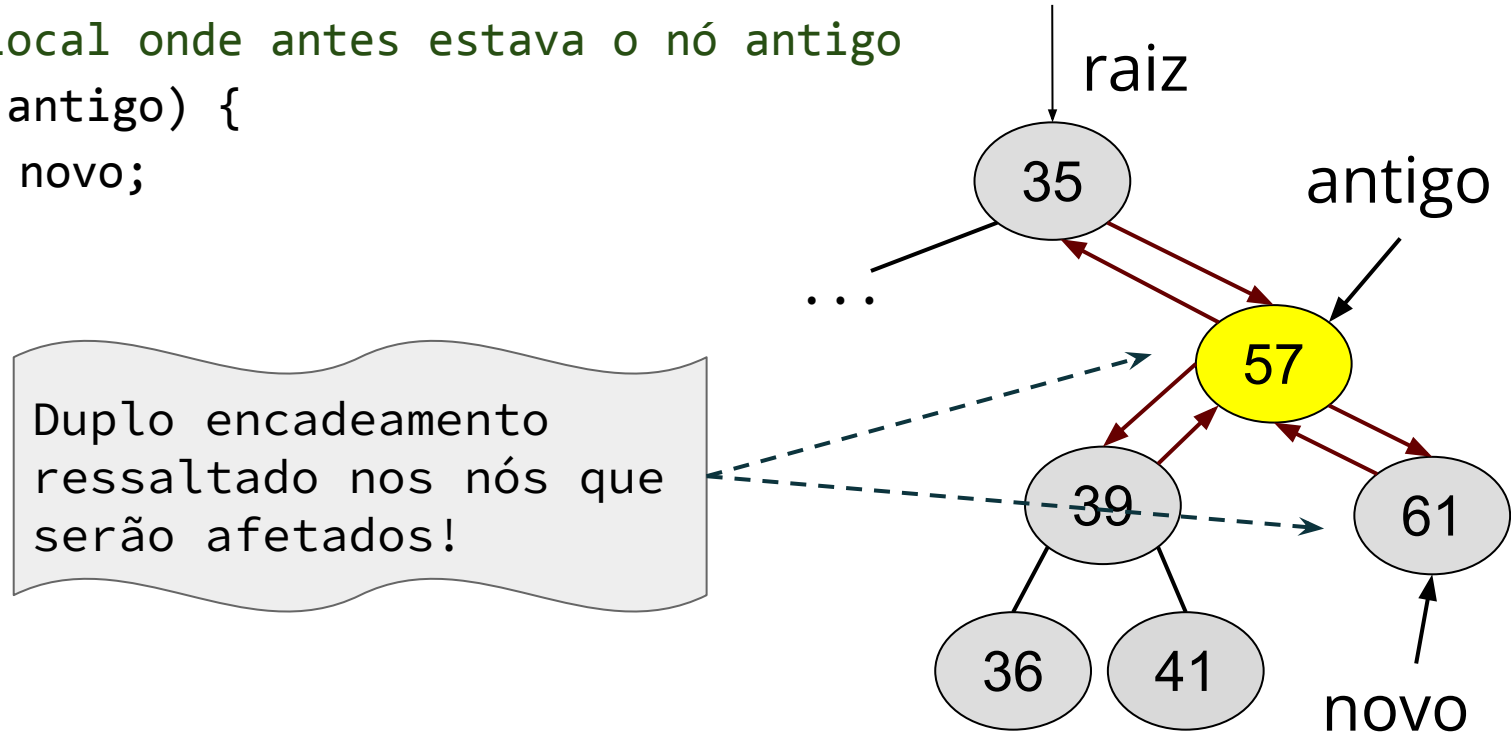 local onde antes estava o nó antigo
antigo) {
novo;
raiz
35
antigo
...
57
Duplo encadeamento
ressaltado nos nós que
serão afetados!
39
61
36
41
novo